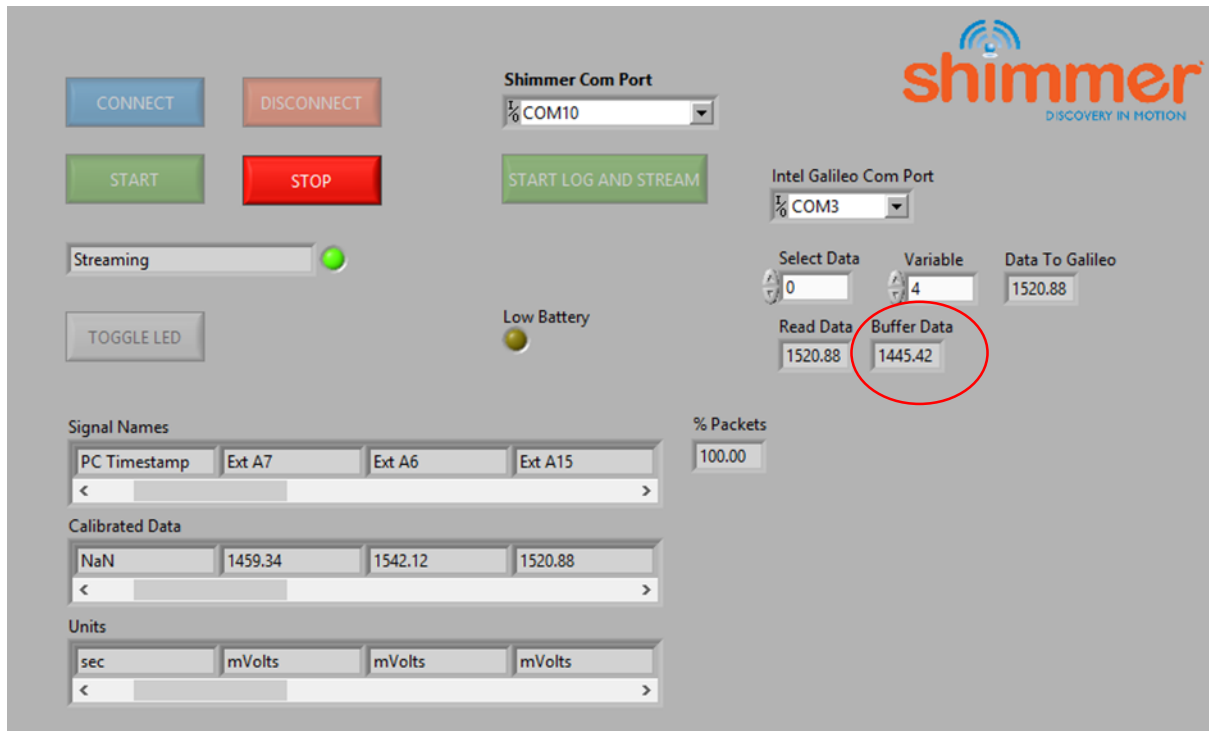 shimmer
DISCOVERY IN MOTION
CONNECT
DISCONNECT
Shimmer Com Port
COM10
START
STOP
START LOG AND STREAM
Intel Galileo Com Port
COM3
Streaming
Select Data
Variable
Data To Galileo
0
4
1520.88
TOGGLE LED
Low Battery
Read Data
Buffer Data
1520.88
1445.42
Signal Names
% Packets
PC Timestamp Ext A7 Ext A6 Ext A15
100.00
Calibrated Data
NaN 1459.34 1542.12 1520.88
Units
sec mVolts mVolts mVolts